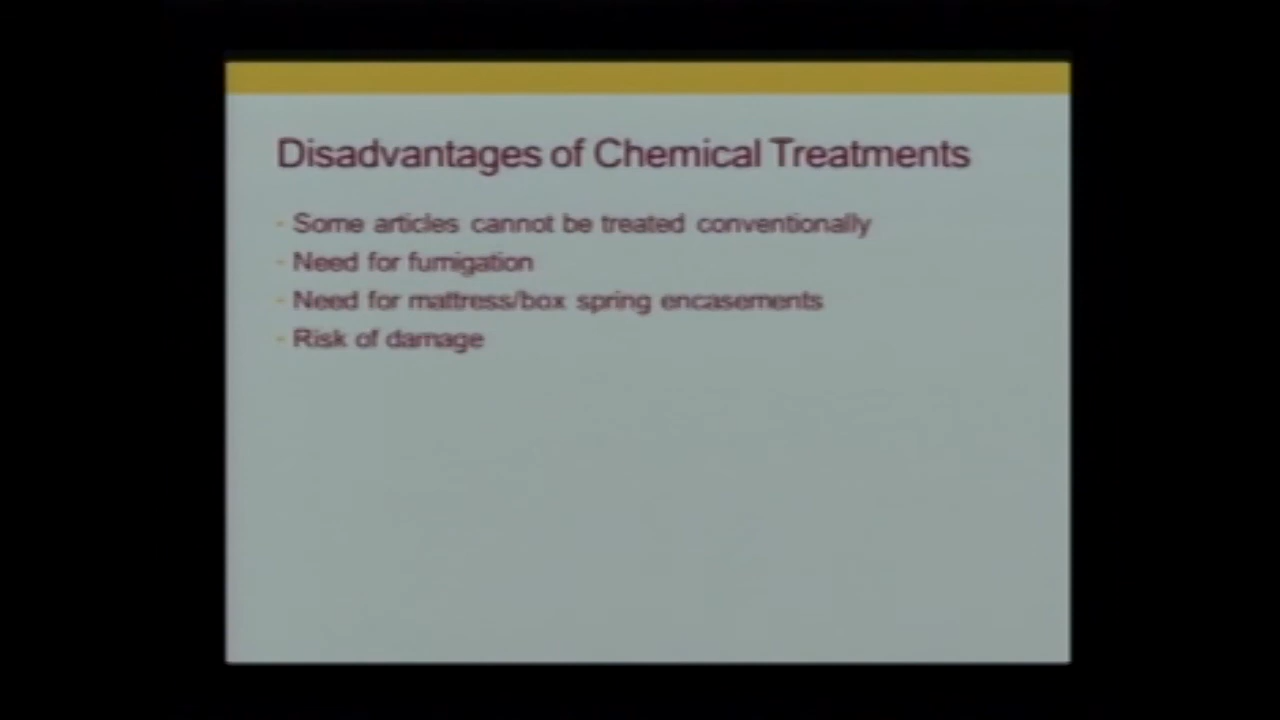 Disadvantages of Chemical Treatments
- Some articles cannot be treated conventionally
- Need for fumigation
- Need for mattress/box spring encasements
- Risk of damage